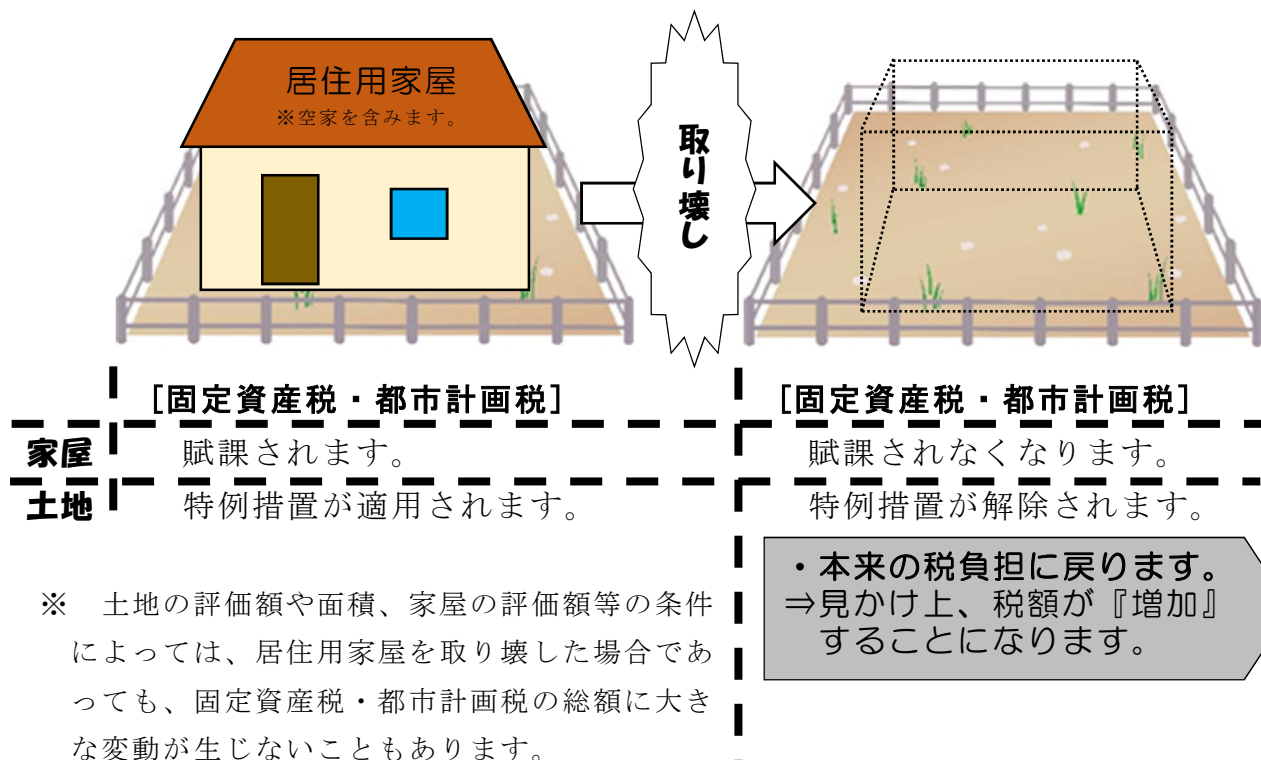 居住用家屋
※空家を含みます。
取り壊し
[固定資産税・都市計画税]
[固定資産税・都市計画税]
家屋
賦課されます。
賦課されなくなります。
土地
特例措置が適用されます。
特例措置が解除されます。
・本来の税負担に戻ります。
⇒見かけ上、税額が『増加』
することになります。
※　土地の評価額や面積、家屋の評価額等の条件
によっては、居住用家屋を取り壊した場合であ
っても、固定資産税・都市計画税の総額に大き
な変動が生じないこともあります。